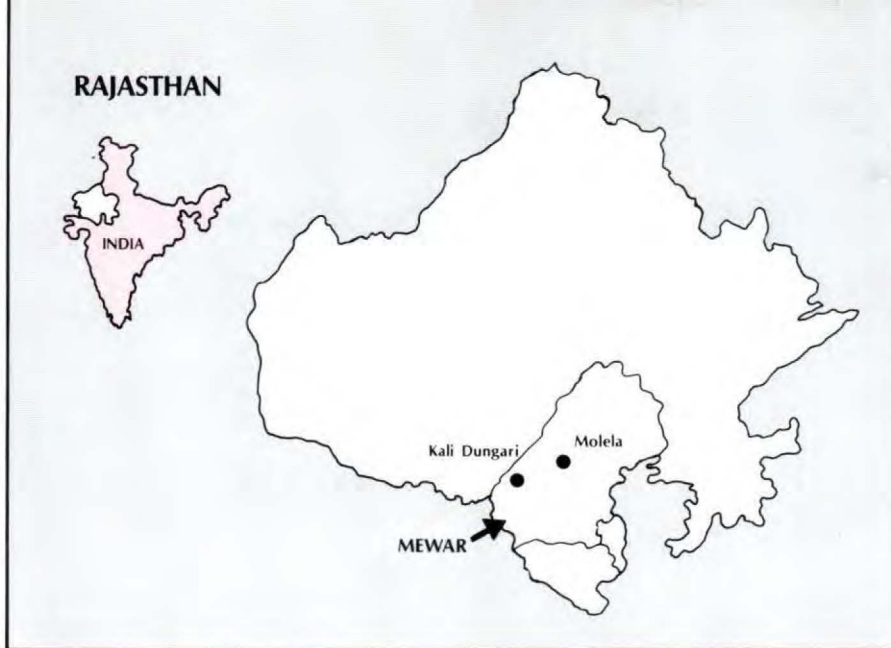 RAJASTHAN
INDIA
Kali Dungari
Molela
MEWAR